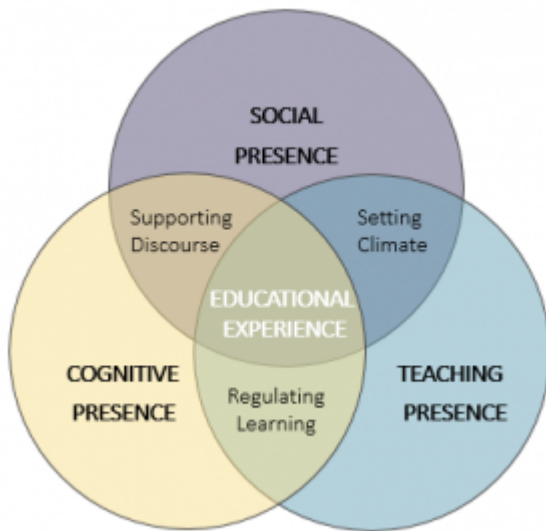 SOCIAL
PRESENCE
Supporting
Discourse
Setting
Climate
EDUCATIONAL
EXPERIENCE
COGNITIVE
PRESENCE
TEACHING
PRESENCE
Regulating
Learning